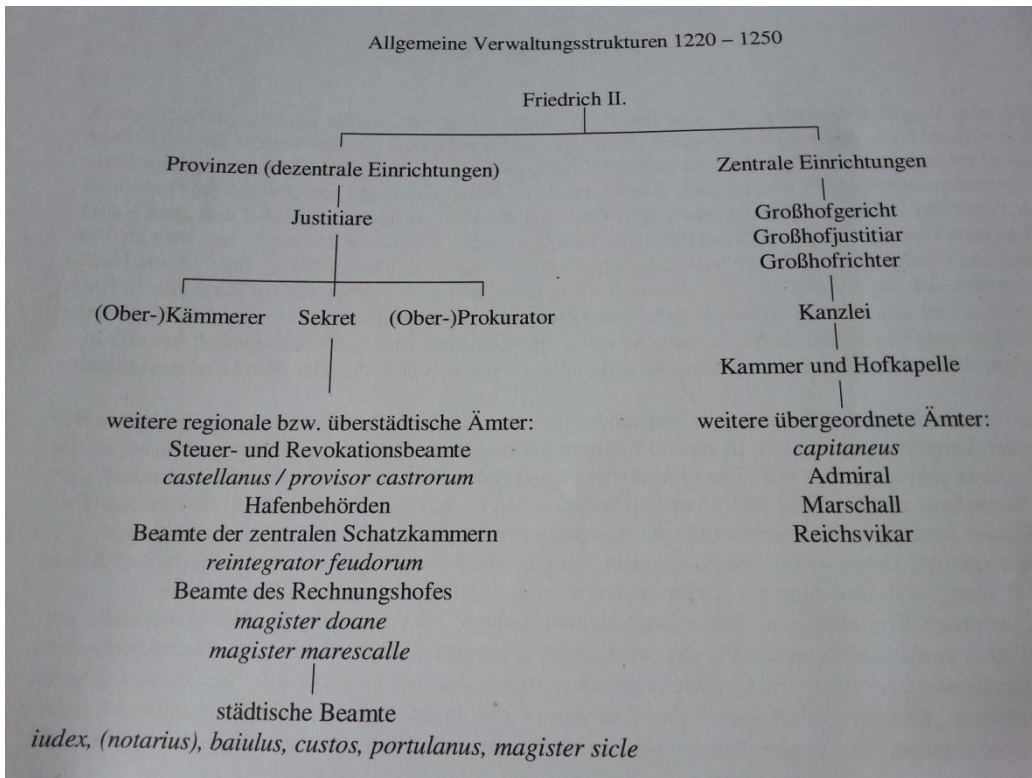 Allgemeine Verwaltungsstrukturen 1220 – 1250
Friedrich II.
Provinzen (dezentrale Einrichtungen)
Justitiare
(Ober-)Kämmerer Sekret (Ober-)Prokurator
weitere regionale bzw. überstädtische Ämter:
Steuer- und Revokationsbeamte
castellanus / provisor castrorum
Hafenbehörden
Beamte der zentralen Schatzkammern
reintegrator feudorum
Beamte des Rechnungshofes
magister doane
magister marescalle
städtische Beamte
iudex, (notarius), baiulus, custos, portulanus, magister sicle
Zentrale Einrichtungen
Großhofgericht
Großhofjustitiar
Großhofrichter
Kanzlei
Kammer und Hofkapelle
weitere übergeordnete Ämter:
capitaneus
Admiral
Marschall
Reichsvikar